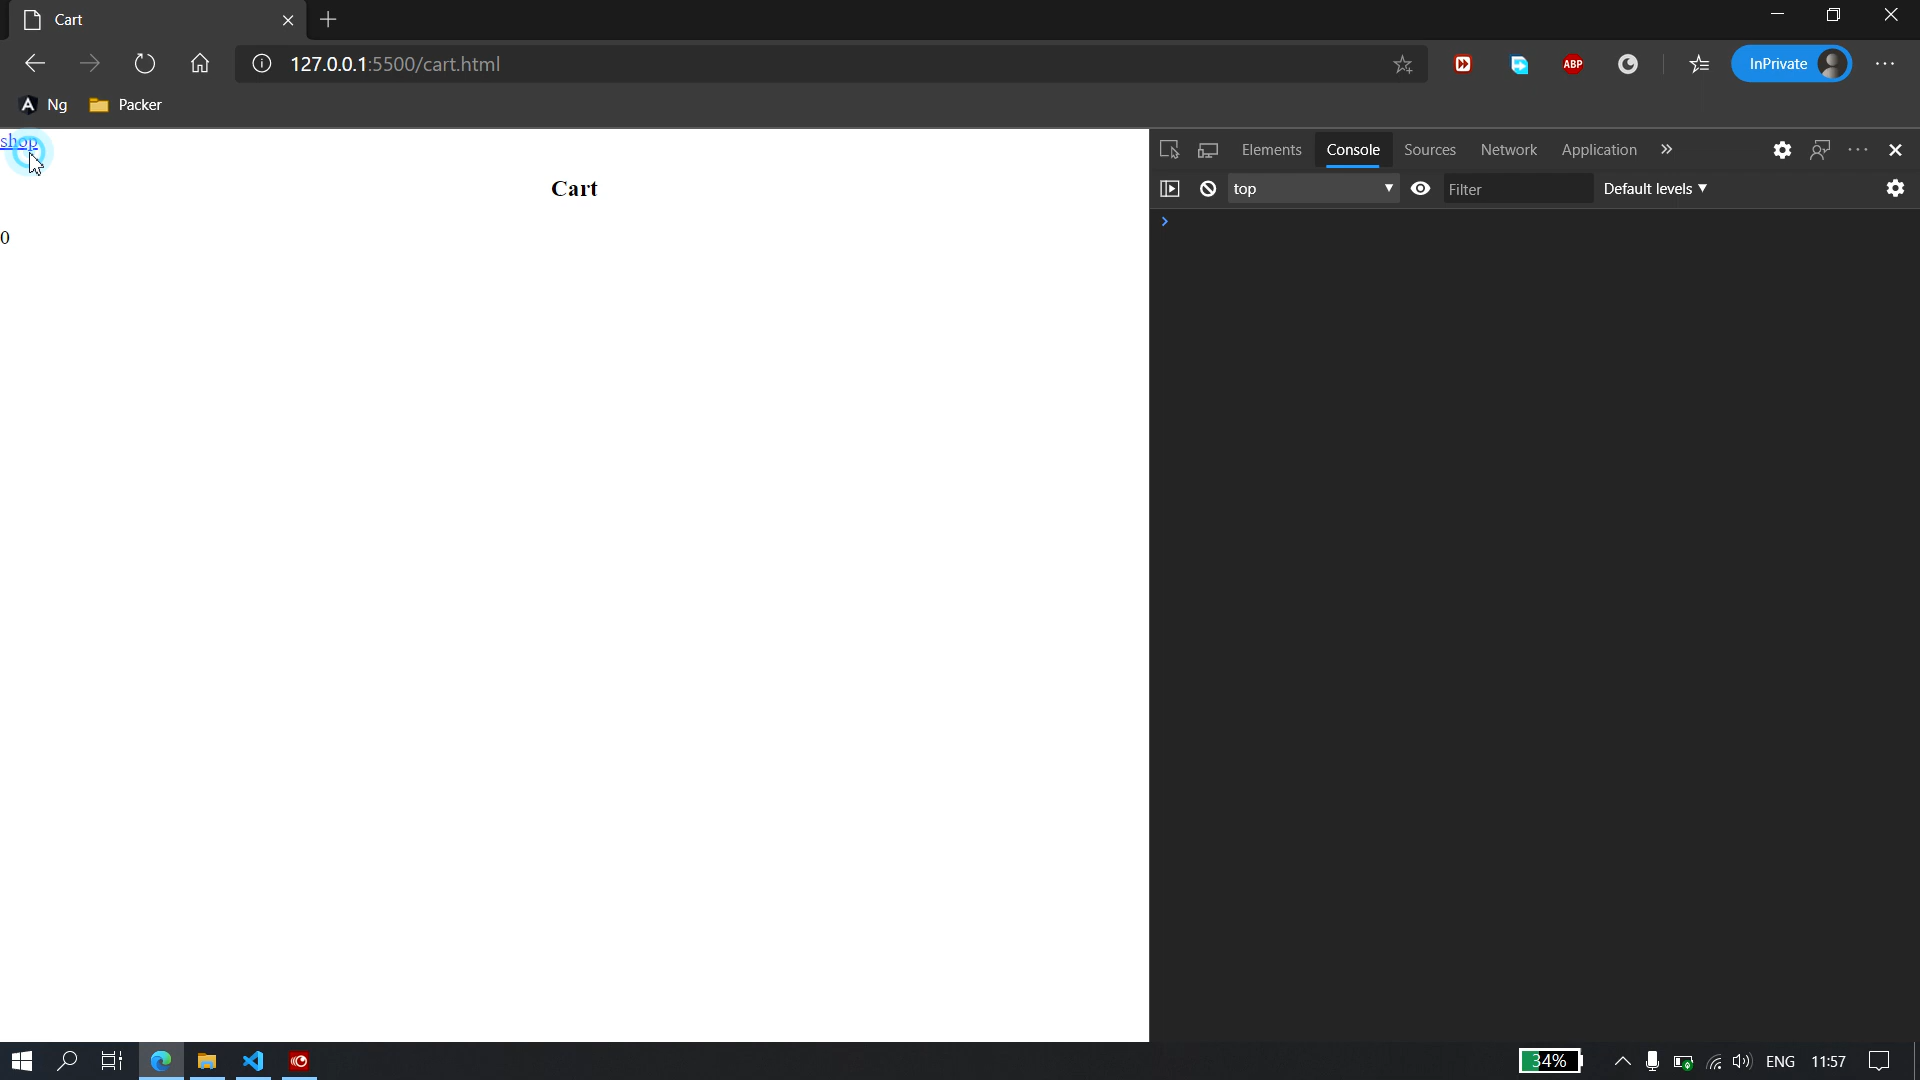 Cart
127.0.0.1:5500/cart.html
ABP
InPrivate
Ng
Packer
shop
Cart
0
Elements
Console
Sources
Network
Application
top
Filter
Default levels
34%
ENG
11:57